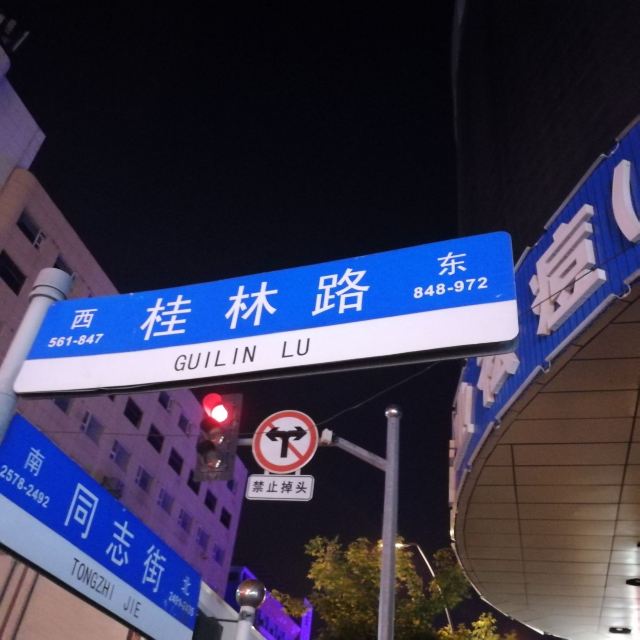 西 桂林路 东
561-847 848-972
GUILIN LU
禁止掉头
南 同志街 北
2578-2492
TONGZHI JIE